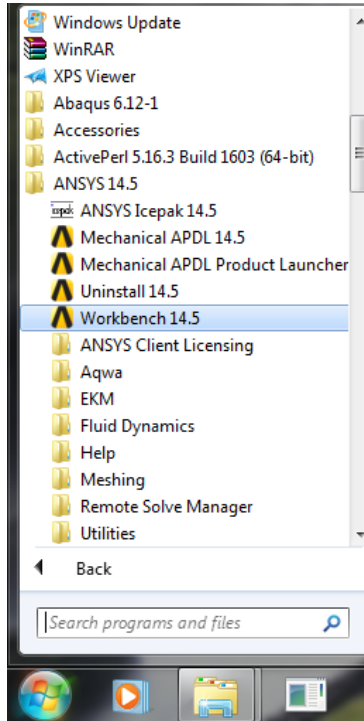 Windows Update
WinRAR
XPS Viewer
Abaqus 6.12-1
Accessories
ActivePerl 5.16.3 Build 1603 (64-bit)
ANSYS 14.5
ANSYS Icepak 14.5
Mechanical APDL 14.5
Mechanical APDL Product Launcher
Uninstall 14.5
Workbench 14.5
ANSYS Client Licensing
Aqwa
EKM
Fluid Dynamics
Help
Meshing
Remote Solve Manager
Utilities
Back
Search programs and files